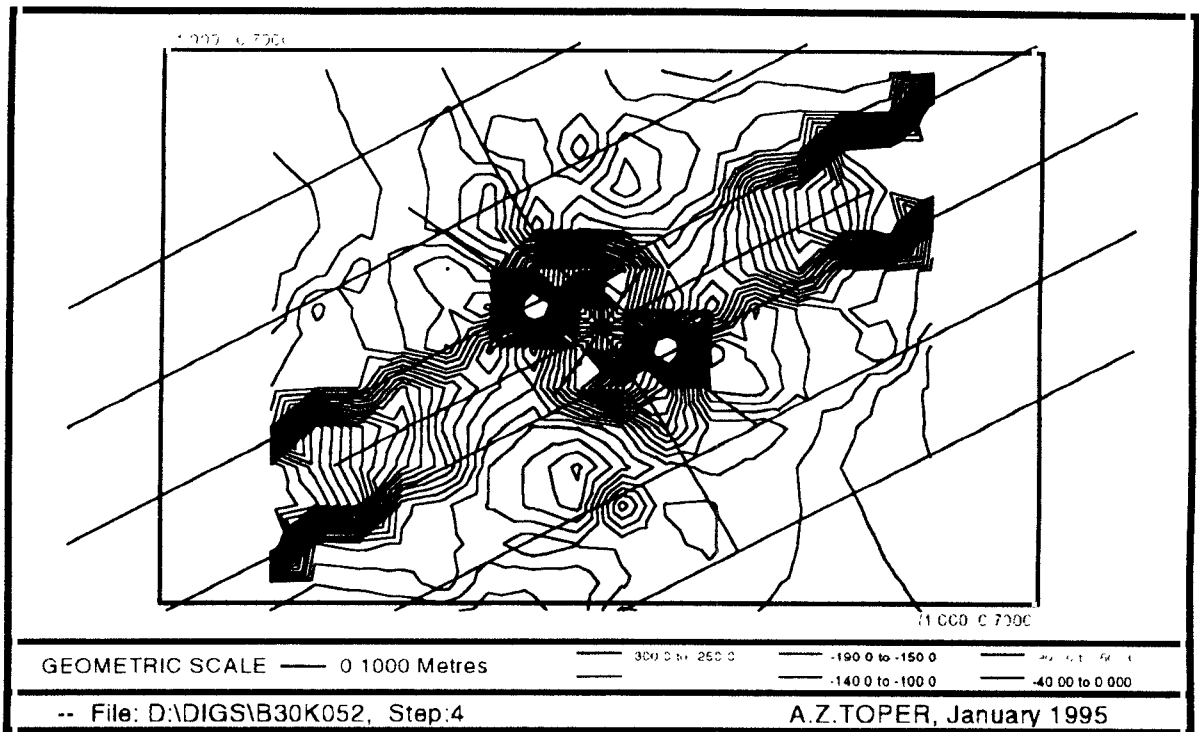 GEOMETRIC SCALE 0.1000 Metres
-190.0 to -150.0
-140.0 to -100.0
-40.00 to 0.000
-- File: D:\DIGS\B30K052, Step:4
A.Z.TOPER, January 1995